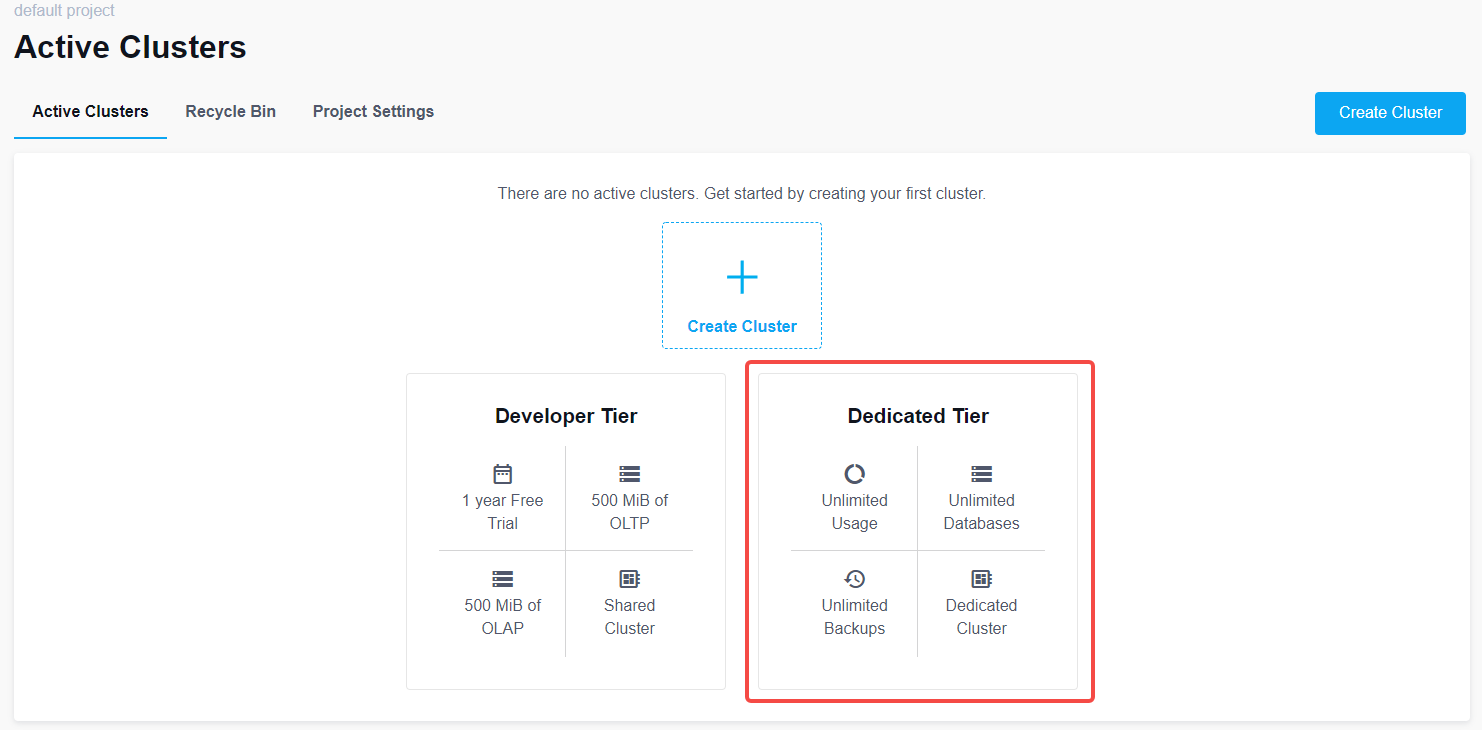 default project
Active Clusters
Active Clusters Recycle Bin Project Settings Create Cluster
There are no active clusters. Get started by creating your first cluster.
Create Cluster
Developer Tier
1 year Free
Trial
500 MiB of
OLTP
500 MiB of
OLAP
Shared
Cluster
Dedicated Tier
Unlimited
Usage
Unlimited
Databases
Unlimited
Backups
Dedicated
Cluster